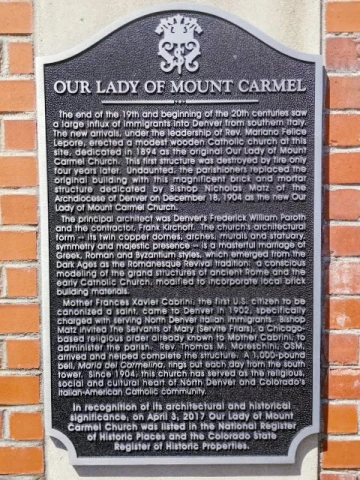 OUR LADY OF MOUNT CARMEL
The end of the 19th and beginning of the 20th centuries saw
a large influx of immigrants into Denver from southern Italy.
The new arrivals, under the leadership of Rev. Mariano Felice
Lepore, erected a modest wooden Catholic church at this
site, dedicated in 1894 as the original Our Lady of Mount
Carmel Church. This first structure was destroyed by fire only
four years later. Undaunted, the parishioners replaced the
original building with this magnificent brick and mortar
structure dedicated by Bishop Nicholas Matz of the
Archdiocese of Denver on December 18, 1904 as the new Our
Lady of Mount Carmel Church.
The principal architect was Denver's Frederick William Paroth
and the contractor, Frank Kirchoff. The church's architectural
form -- its twin copper domes, arches, murals and statuary,
symmetry and majestic presence -- is a masterful marriage of
Greek, Roman and Byzantium styles, which emerged from the
Dark Ages as the Romanesque Revival tradition: a conscious
modeling of the grand structures of ancient Rome and the
early Catholic Church, modified to incorporate local brick
building materials.
Mother Frances Xavier Cabrini, the first U.S. citizen to be
canonized a saint, came to Denver in 1902, specifically
charged with serving North Denver Italian immigrants. Bishop
Matz invited The Servants of Mary (Servite Friars), a Chicago-
based religious order already known to Mother Cabrini, to
administer the parish. Rev. Thomas M. Moreschini, OSM,
arrived and helped complete the structure. A 1,000-pound
bell, Maria del Carmelina, rings out each day from the south
tower. Since 1904, this church has served as the religious,
social and cultural heart of North Denver and Colorado's
Italian-American Catholic community.
In recognition of its architectural and historical
significance, on April 3, 2017 Our Lady of Mount
Carmel Church was listed in the National Register
of Historic Places and the Colorado State
Register of Historic Properties.